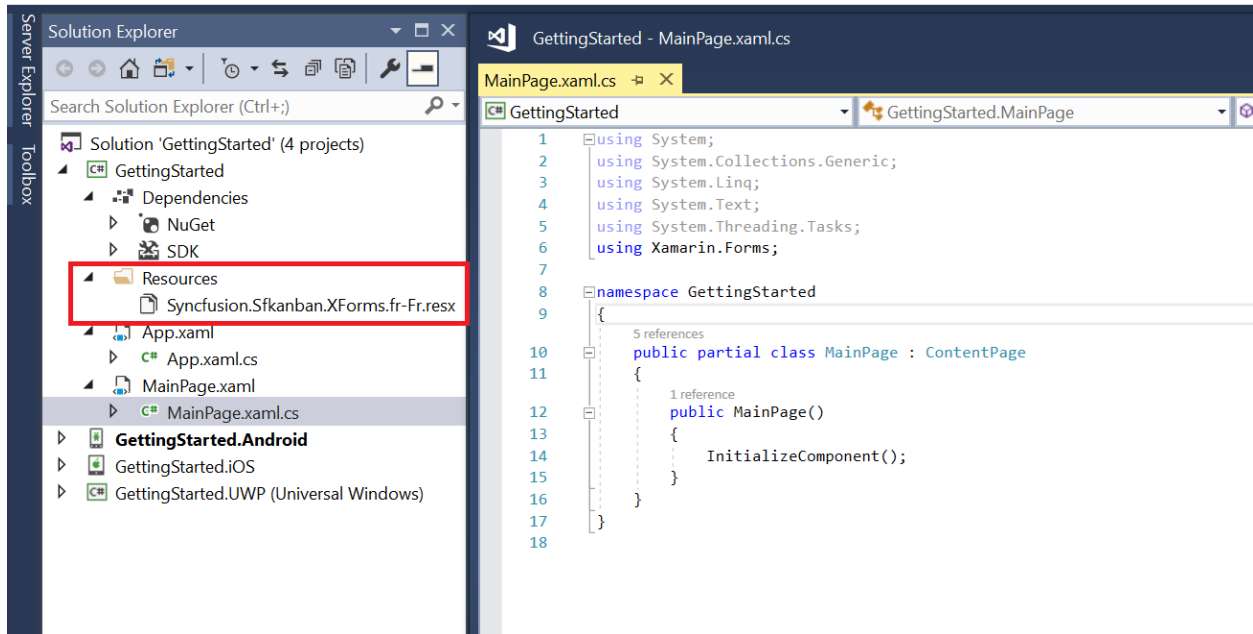 Server Explorer
Toolbox
Solution Explorer
Search Solution Explorer (Ctrl+;)
Solution 'GettingStarted' (4 projects)
C# GettingStarted
Dependencies
NuGet
SDK
Resources
Syncfusion.Sfkanban.XForms.fr-Fr.resx
App.xaml
C# App.xaml.cs
MainPage.xaml
C# MainPage.xaml.cs
GettingStarted.Android
GettingStarted.iOS
C# GettingStarted.UWP (Universal Windows)
GettingStarted - MainPage.xaml.cs
MainPage.xaml.cs
C# GettingStarted
GettingStarted.MainPage
1 using System;
2 using System.Collections.Generic;
3 using System.Linq;
4 using System.Text;
5 using System.Threading.Tasks;
6 using Xamarin.Forms;
7
8 namespace GettingStarted
9 {
5 references
10 public partial class MainPage : ContentPage
11 {
1 reference
12 public MainPage()
13 {
14 InitializeComponent();
15 }
16 }
17 }
18